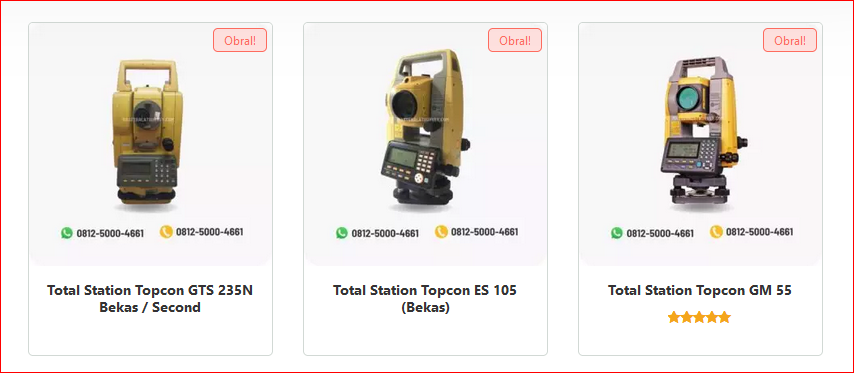 Obral!
0812-5000-4661 0812-5000-4661
Total Station Topcon GTS 235N
Bekas / Second
Obral!
0812-5000-4661 0812-5000-4661
Total Station Topcon ES 105
(Bekas)
Obral!
0812-5000-4661 0812-5000-4661
Total Station Topcon GM 55